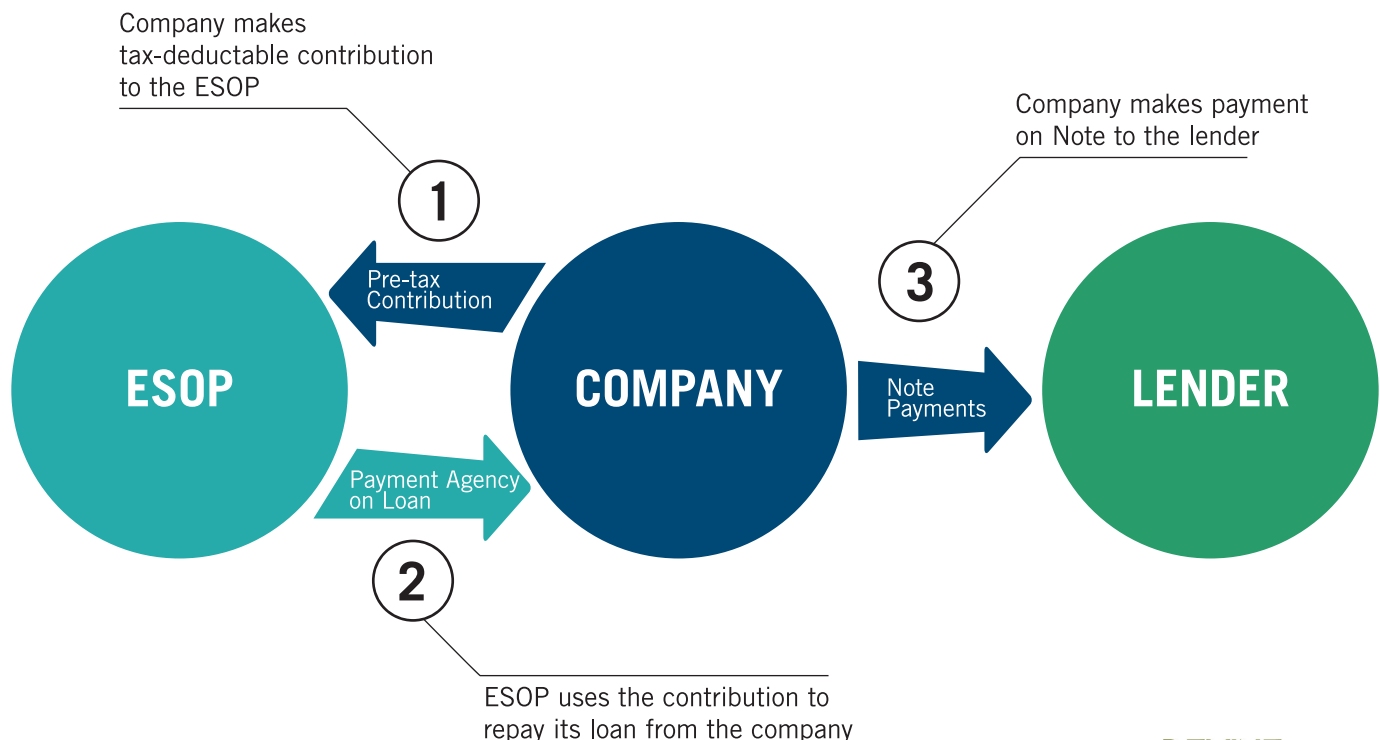 Company makes
tax-deductable contribution
to the ESOP
Company makes payment
on Note to the lender
1
3
Pre-tax
Contribution
ESOP
COMPANY
Note
Payments
LENDER
Payment Agency
on Loan
2
ESOP uses the contribution to
repay its loan from the company